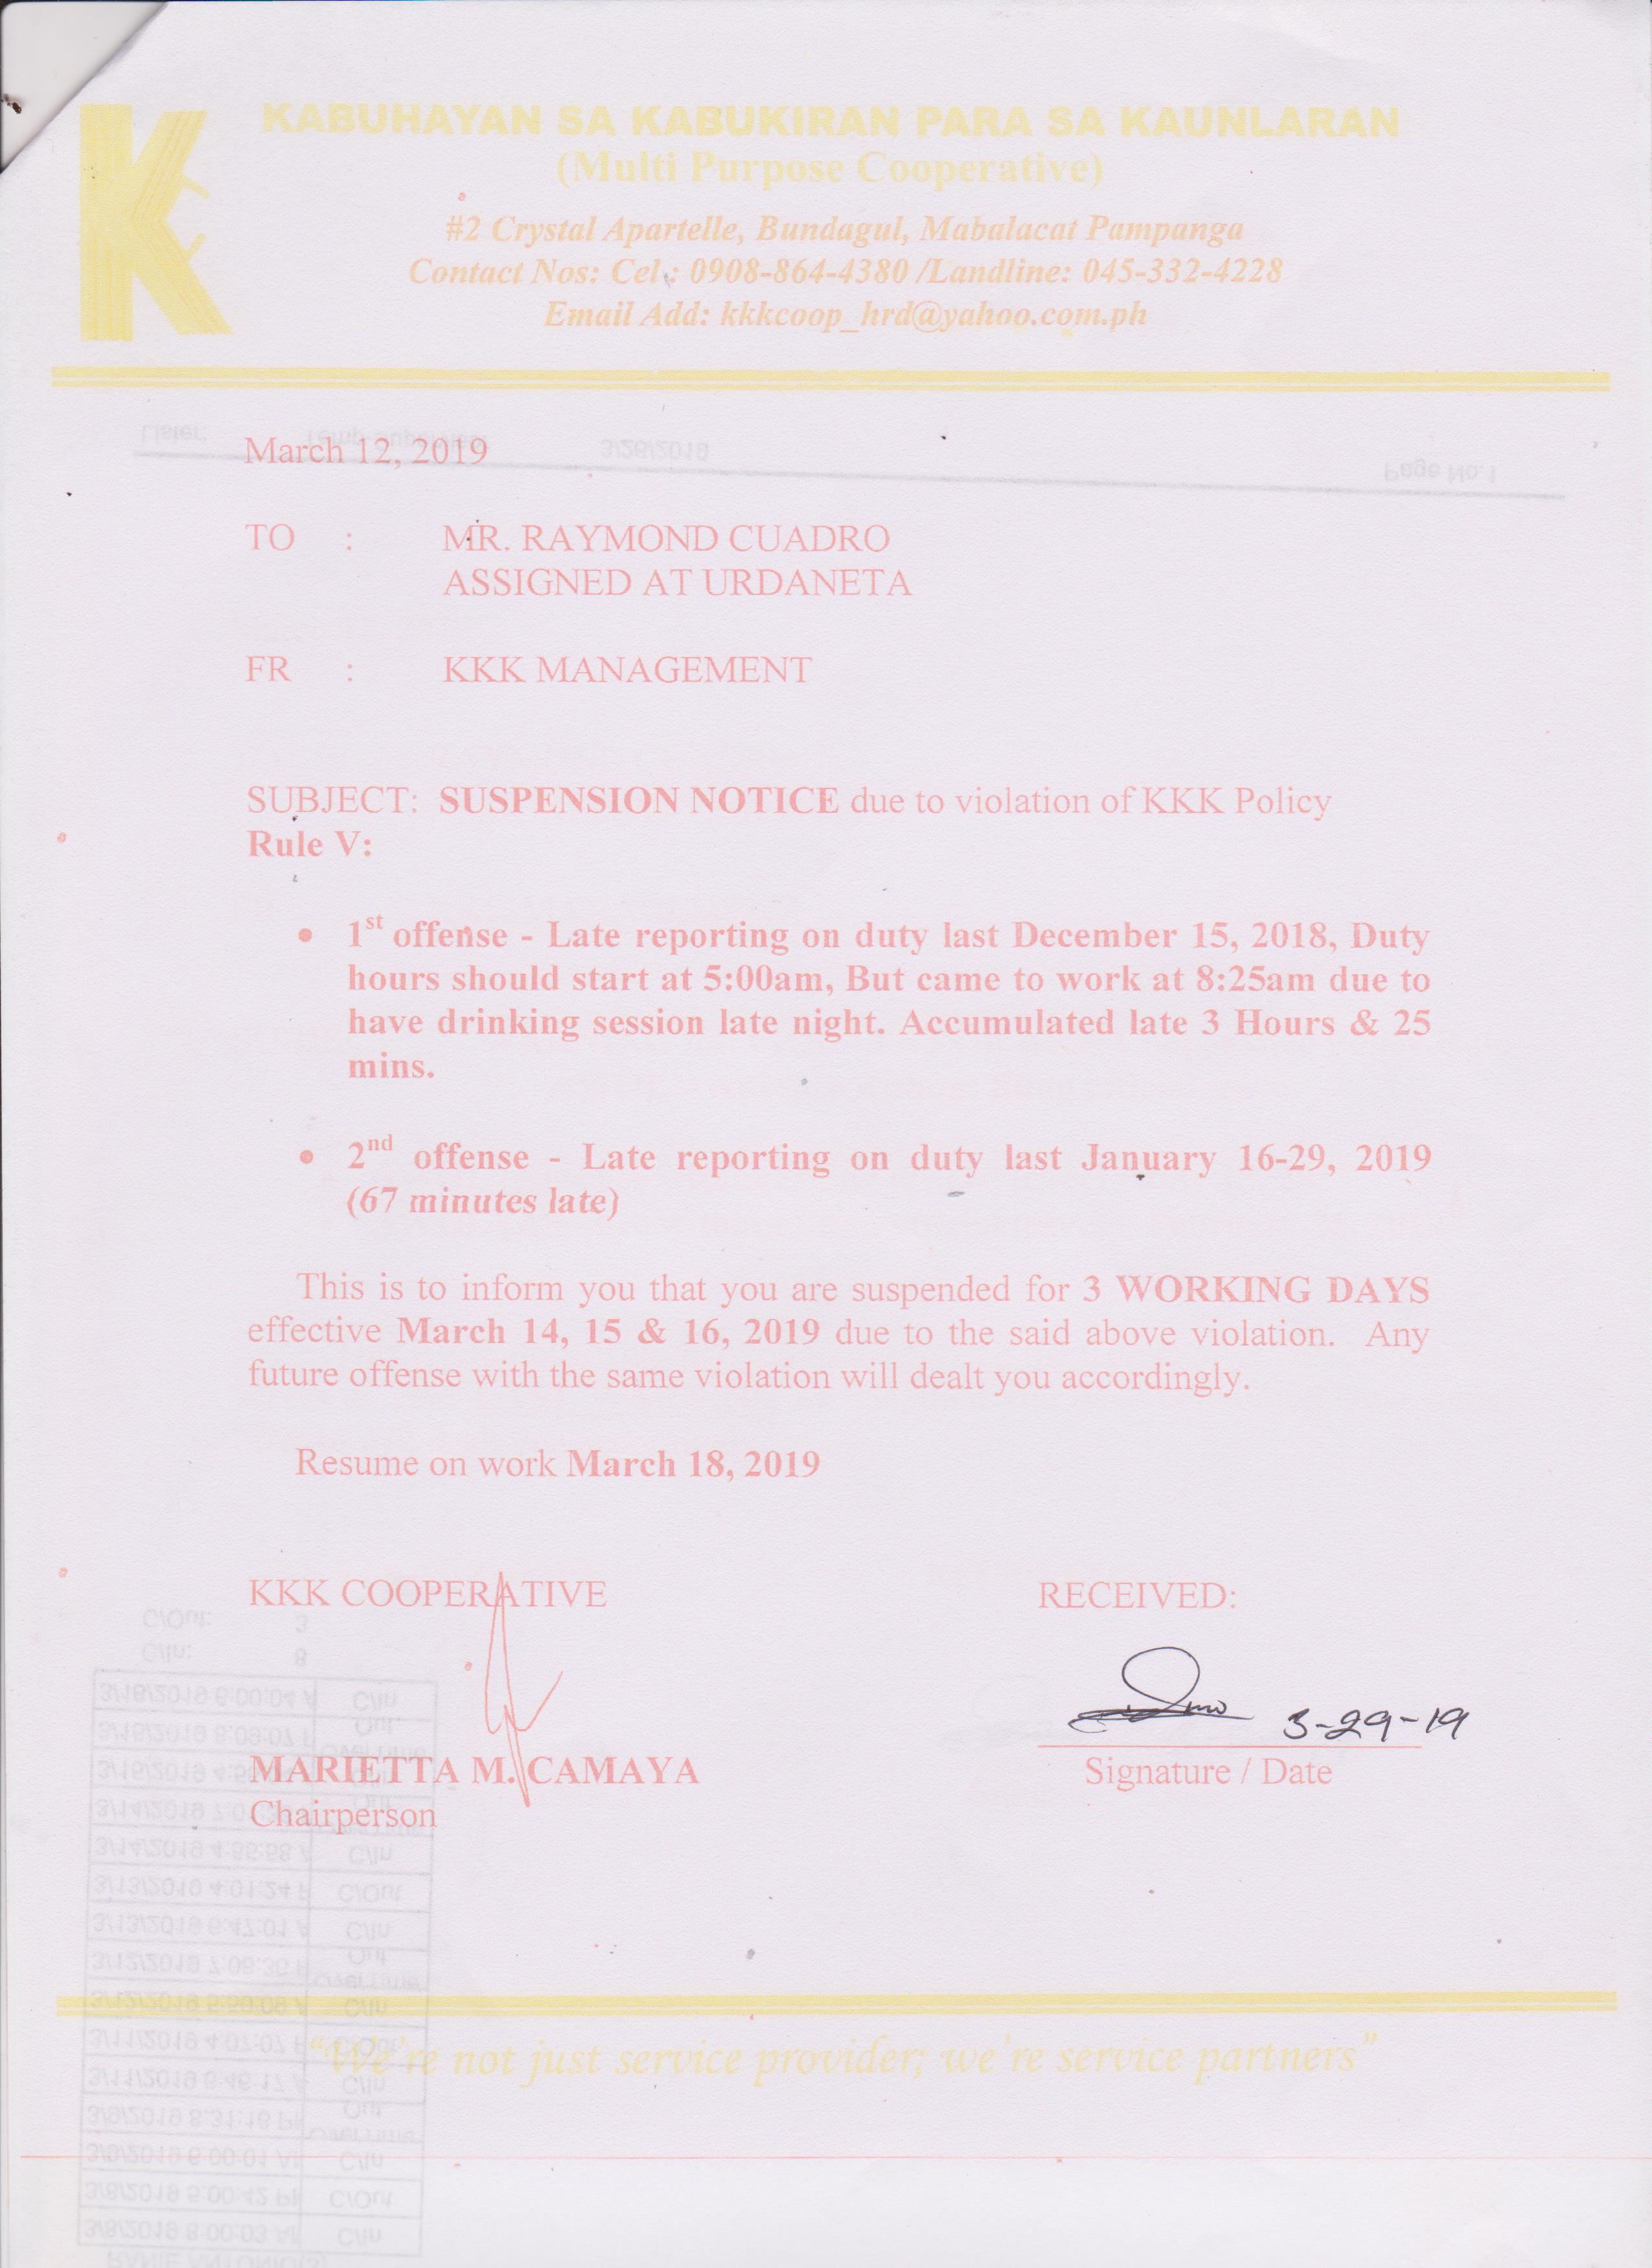 KABUHAYAN SA KABUKIRAN PARA SA KAUNLARAN
(Multi Purpose Cooperative)
#2 Crystal Apartelle, Bundagul, Mabalacat Pampanga
Contact Nos: Cel.: 0908-864-4380 /Landline: 045-332-4228
Email Add: kkkcoop_hrd@yahoo.com.ph
March 12, 2019
3/26/2019
Page No.1
TO : MR. RAYMOND CUADRO
ASSIGNED AT URDANETA
FR : KKK MANAGEMENT
SUBJECT: SUSPENSION NOTICE due to violation of KKK Policy
Rule V:
• 1st offense - Late reporting on duty last December 15, 2018, Duty
hours should start at 5:00am, But came to work at 8:25am due to
have drinking session late night. Accumulated late 3 Hours & 25
mins.
• 2nd offense - Late reporting on duty last January 16-29, 2019
(67 minutes late)
This is to inform you that you are suspended for 3 WORKING DAYS
effective March 14, 15 & 16, 2019 due to the said above violation. Any
future offense with the same violation will dealt you accordingly.
Resume on work March 18, 2019
KKK COOPERATIVE RECEIVED:
3-29-19
MARIETTA M. CAMAYA Signature / Date
Chairperson
"We're not just service provider; we're service partners"